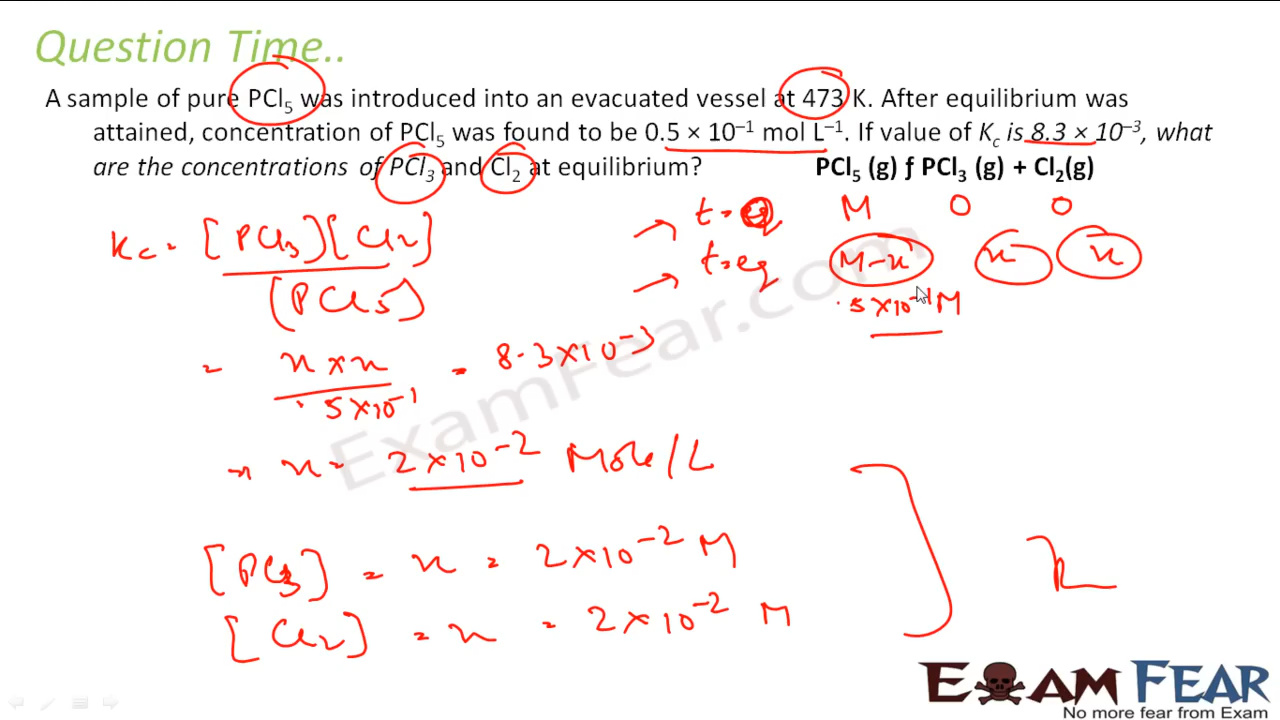 Question Time..
A sample of pure PCl₅ was introduced into an evacuated vessel at 473 K. After equilibrium was
attained, concentration of PCl₅ was found to be 0.5 × 10⁻¹ mol L⁻¹. If value of Kc is 8.3 × 10⁻³, what
are the concentrations of PCl₃ and Cl₂ at equilibrium? PCl₅ (g) ƒ PCl₃ (g) + Cl₂(g)
t = M O O
Kc = [PCl3][Cl2]
t=eq M-x x x
[PCl5]
.5×10⁻¹ M
= x × x = 8.3×10⁻³
.5×10⁻¹
x = 2×10⁻² Mole/L
[PCl3] = x = 2×10⁻² M
[Cl2] = x = 2×10⁻² M
ExamFear.com
EXAM FEAR
No more fear from Exam